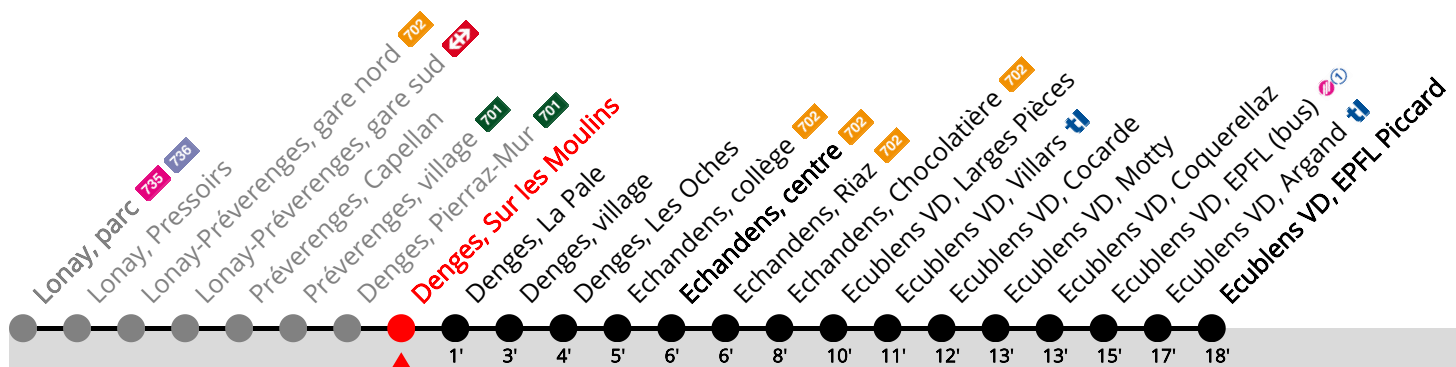 Lonay, parc 735 736
Lonay, Pressoirs
Lonay-Préverenges, gare nord 702
Lonay-Préverenges, gare sud
Préverenges, Capellan
Préverenges, village 701
Denges, Pierraz-Mur 701
Denges, Sur les Moulins
Denges, La Pale
Denges, village
Denges, Les Oches
Echandens, collège 702
Echandens, centre 702
Echandens, Riaz 702
Echandens, Chocolatière 702
Ecublens VD, Larges Pièces
Ecublens VD, Villars tl
Ecublens VD, Cocarde
Ecublens VD, Motty
Ecublens VD, Coquerellaz
Ecublens VD, EPFL (bus) m 1
Ecublens VD, Argand tl
Ecublens VD, EPFL Piccard
1' 3' 4' 5' 6' 6' 8' 10' 11' 12' 13' 13' 15' 17' 18'